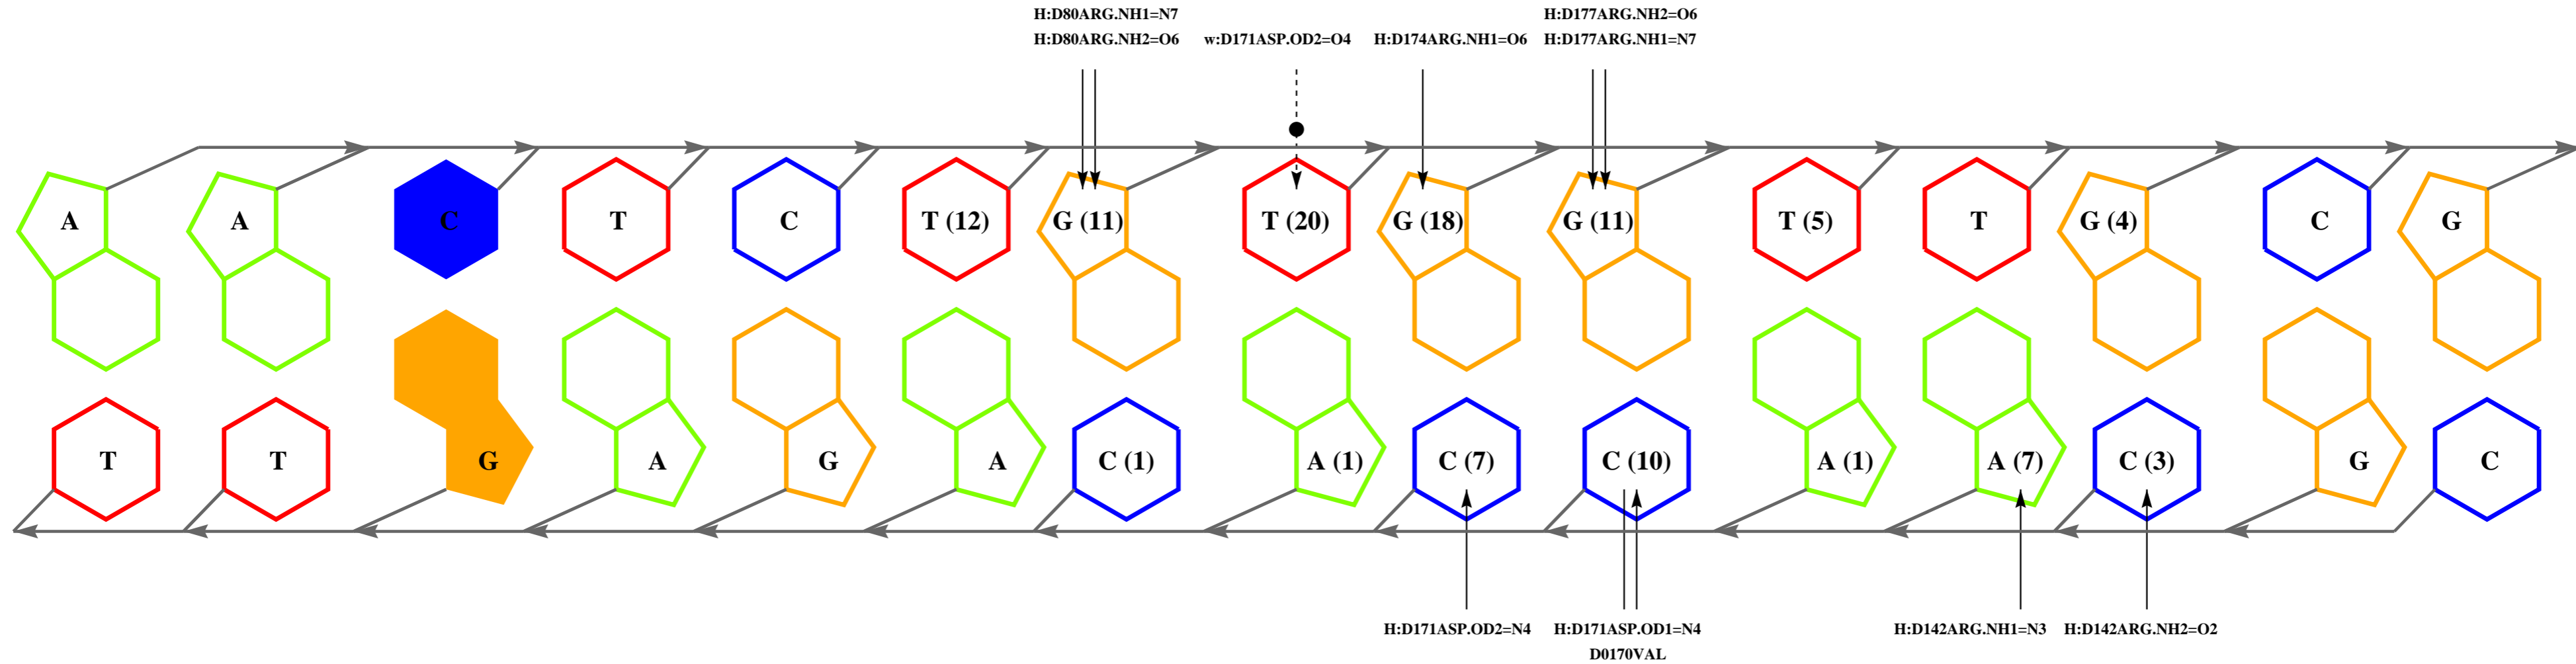 H:D80ARG.NH1=N7 H:D177ARG.NH2=O6
H:D80ARG.NH2=O6 w:D171ASP.OD2=O4 H:D174ARG.NH1=O6 H:D177ARG.NH1=N7
A A C T C T (12) G (11) T (20) G (18) G (11) T (5) T G (4) C G
T T G A G A C (1) A (1) C (7) C (10) A (1) A (7) C (3) G C
H:D171ASP.OD2=N4 H:D171ASP.OD1=N4 H:D142ARG.NH1=N3 H:D142ARG.NH2=O2
D0170VAL